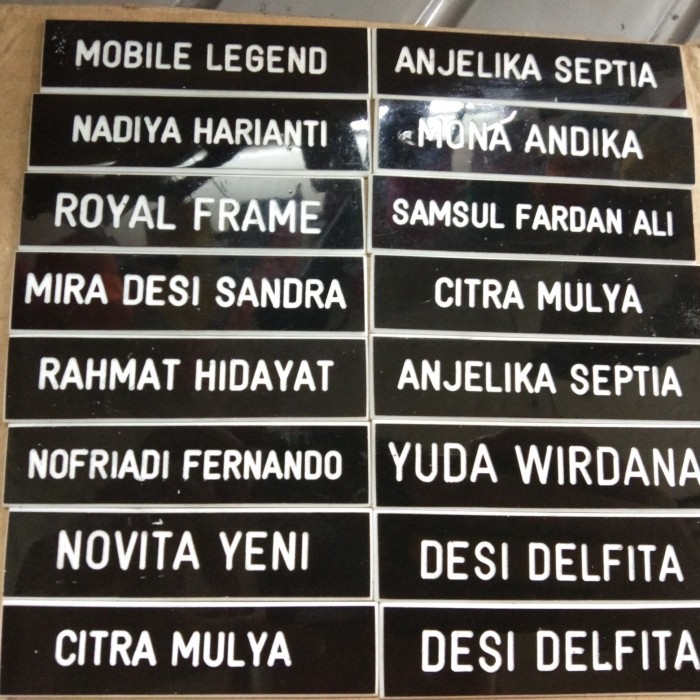 MOBILE LEGEND
ANJELIKA SEPTIA
NADIYA HARIANTI
MONA ANDIKA
ROYAL FRAME
SAMSUL FARDAN ALI
MIRA DESI SANDRA
CITRA MULYA
RAHMAT HIDAYAT
ANJELIKA SEPTIA
NOFRIADI FERNANDO
YUDA WIRDANA
NOVITA YENI
DESI DELFITA
CITRA MULYA
DESI DELFITA